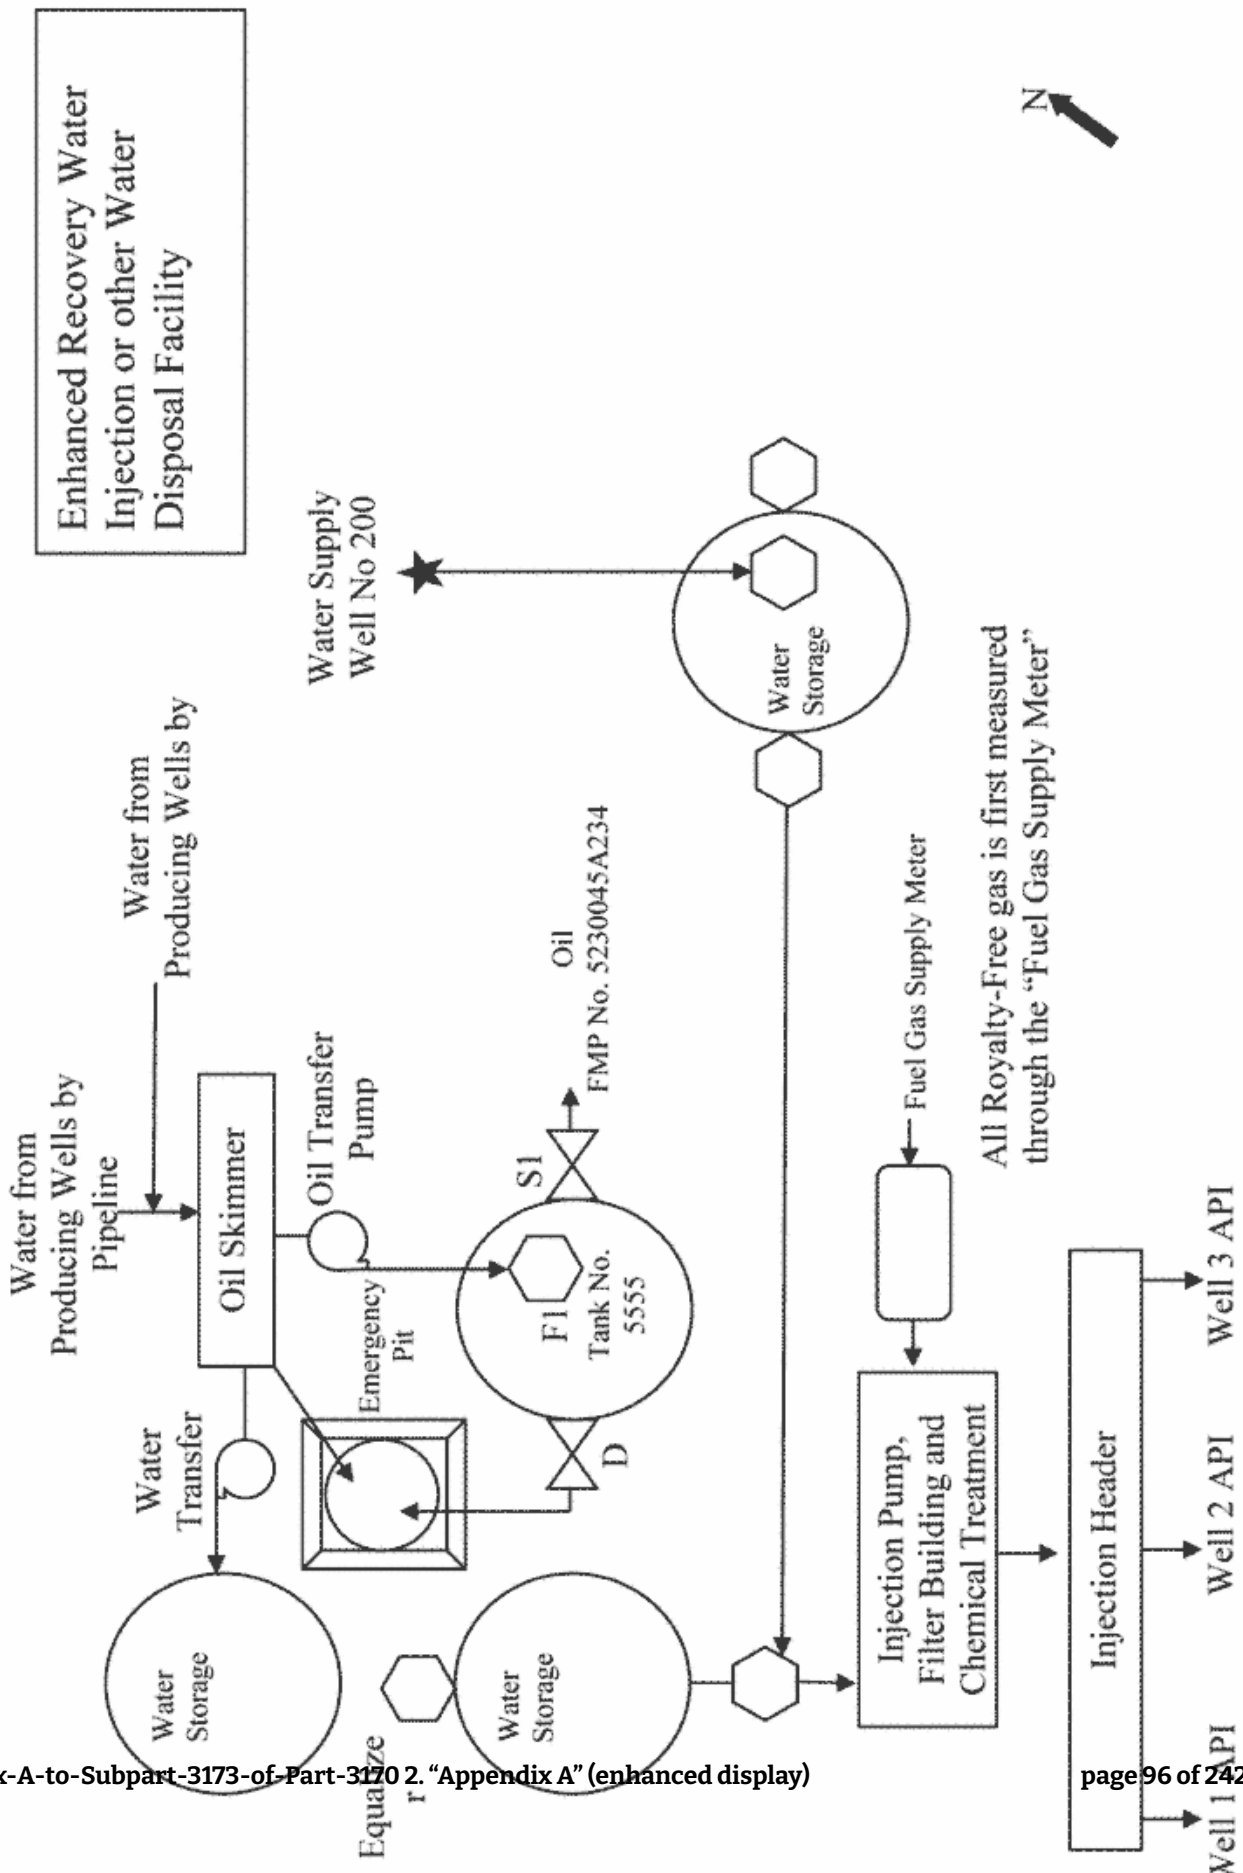 Enhanced Recovery Water
Injection or other Water
Disposal Facility
N
Water from
Producing Wells by
Pipeline
Water from
Producing Wells by
Oil Skimmer
Water
Transfer
Oil Transfer
Pump
Emergency
Pit
Water Supply
Well No 200
Water
Storage
Equalize
r
Water
Storage
F1
Tank No.
5555
S1
D
Oil
FMP No. 5230045A234
Water
Storage
Injection Pump,
Filter Building and
Chemical Treatment
Fuel Gas Supply Meter
All Royalty-Free gas is first measured
through the “Fuel Gas Supply Meter”
Injection Header
Well 1 API
Well 2 API
Well 3 API
x-A-to-Subpart-3173-of-Part-3170 2. “Appendix A” (enhanced display)
page 96 of 242